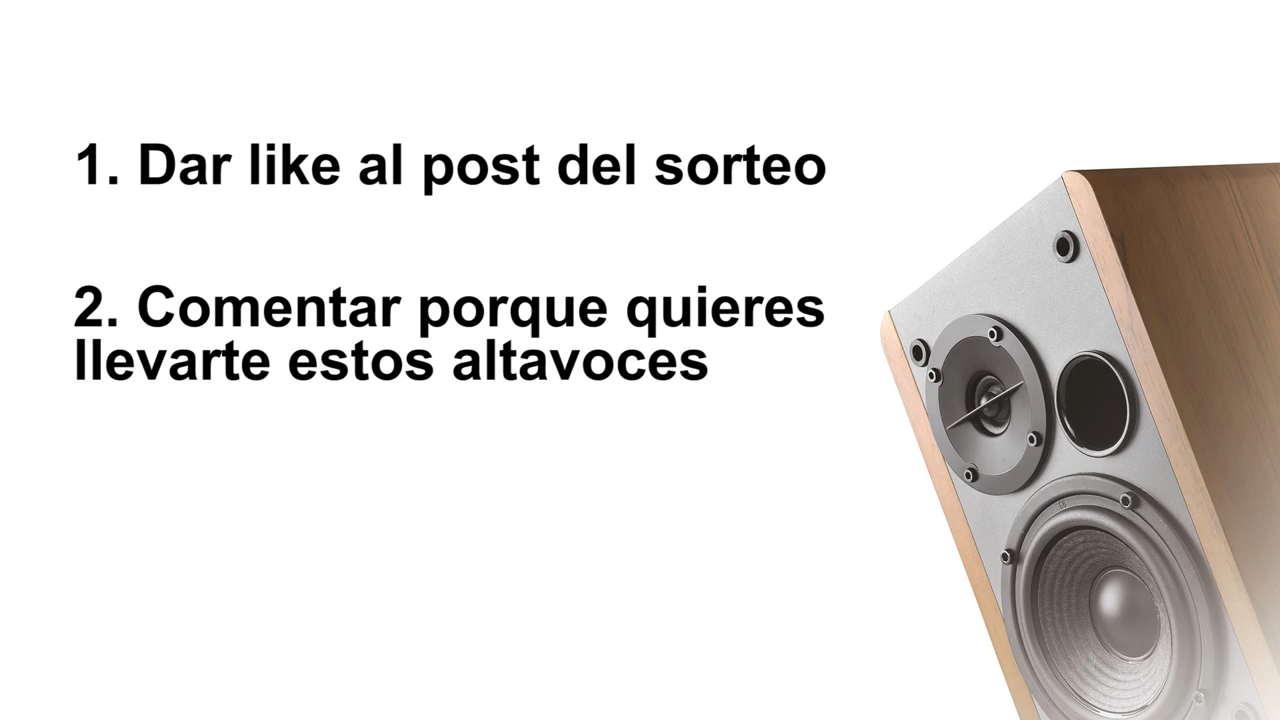 1. Dar like al post del sorteo
2. Comentar porque quieres
llevarte estos altavoces